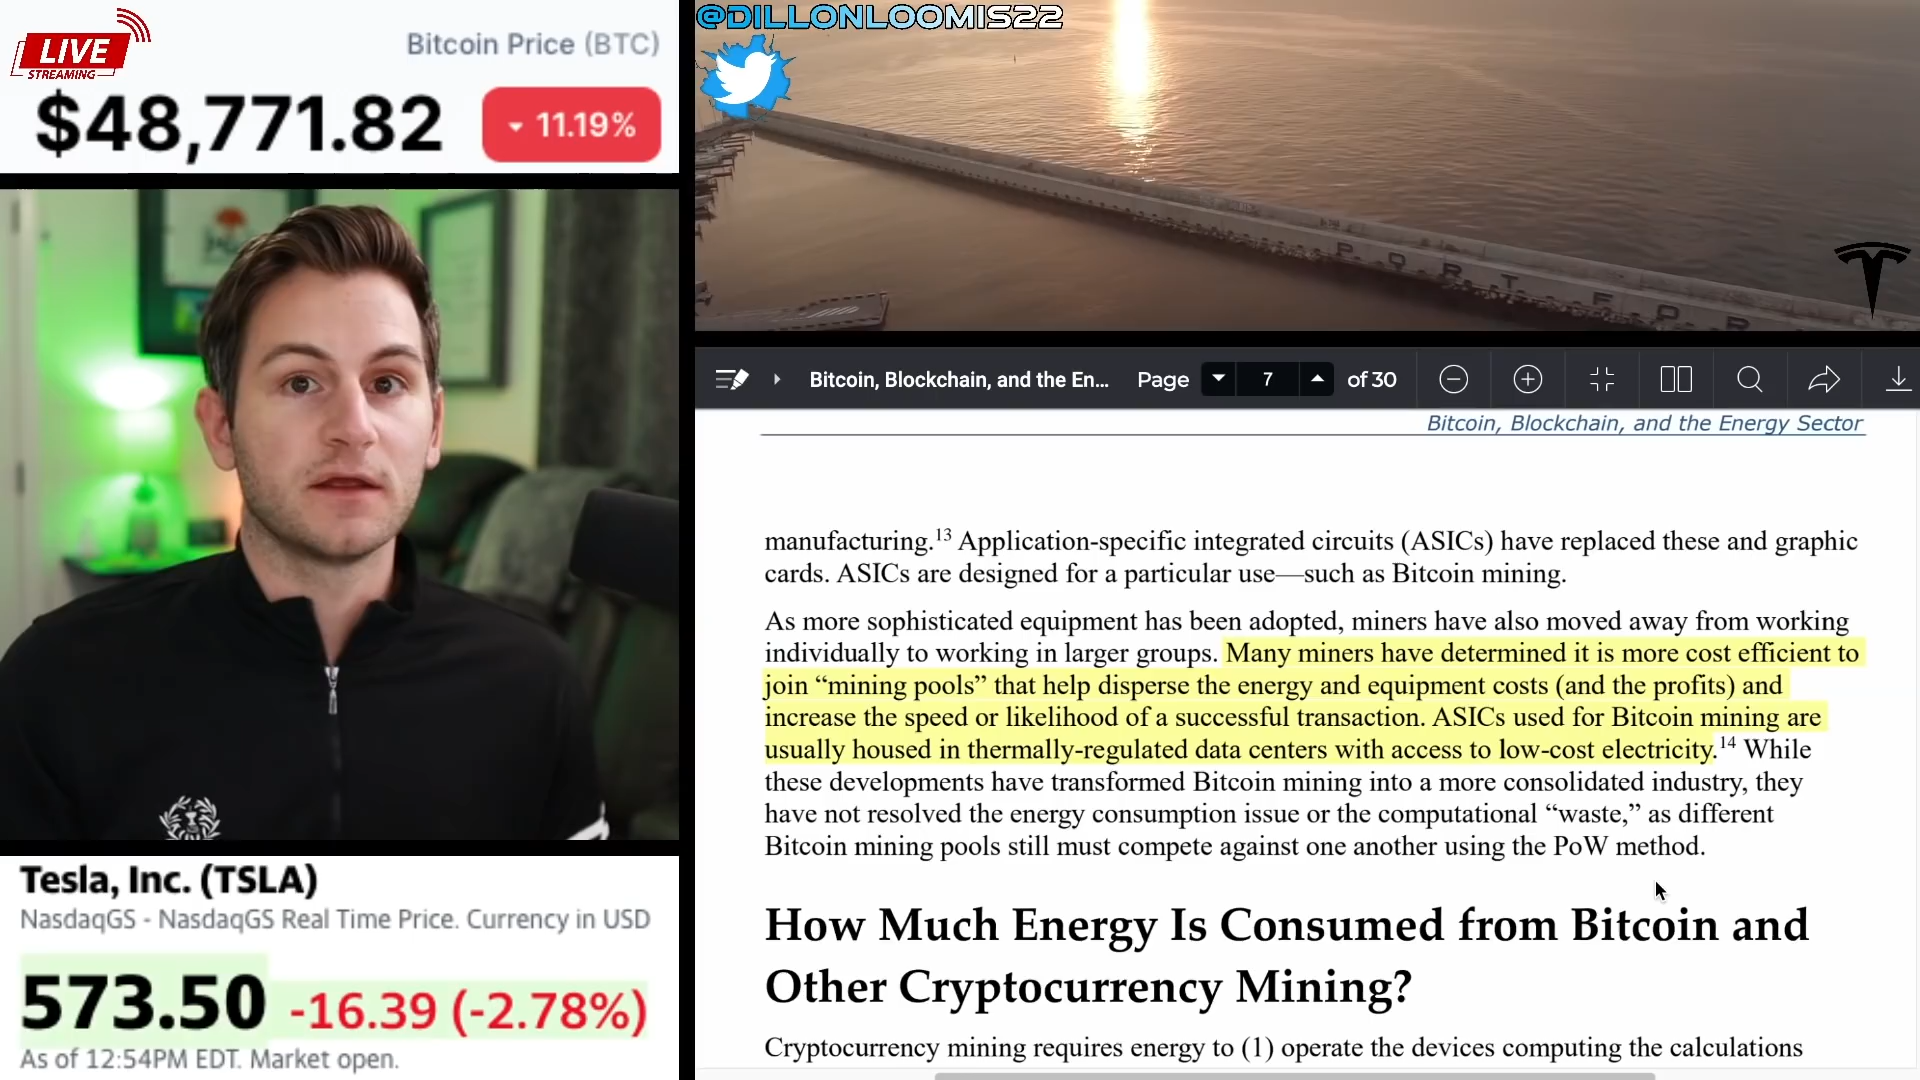 LIVE
STREAMING
Bitcoin Price (BTC)
$48,771.82
11.19%
@DILLONLOOMIS22
PORT FOR
Bitcoin, Blockchain, and the En...
Page
7
of 30
Bitcoin, Blockchain, and the Energy Sector
manufacturing.13 Application-specific integrated circuits (ASICs) have replaced these and graphic
cards. ASICs are designed for a particular use—such as Bitcoin mining.
As more sophisticated equipment has been adopted, miners have also moved away from working
individually to working in larger groups. Many miners have determined it is more cost efficient to
join “mining pools” that help disperse the energy and equipment costs (and the profits) and
increase the speed or likelihood of a successful transaction. ASICs used for Bitcoin mining are
usually housed in thermally-regulated data centers with access to low-cost electricity.14 While
these developments have transformed Bitcoin mining into a more consolidated industry, they
have not resolved the energy consumption issue or the computational “waste,” as different
Bitcoin mining pools still must compete against one another using the PoW method.
How Much Energy Is Consumed from Bitcoin and
Other Cryptocurrency Mining?
Cryptocurrency mining requires energy to (1) operate the devices computing the calculations
Tesla, Inc. (TSLA)
NasdaqGS - NasdaqGS Real Time Price. Currency in USD
573.50 -16.39 (-2.78%)
As of 12:54PM EDT. Market open.